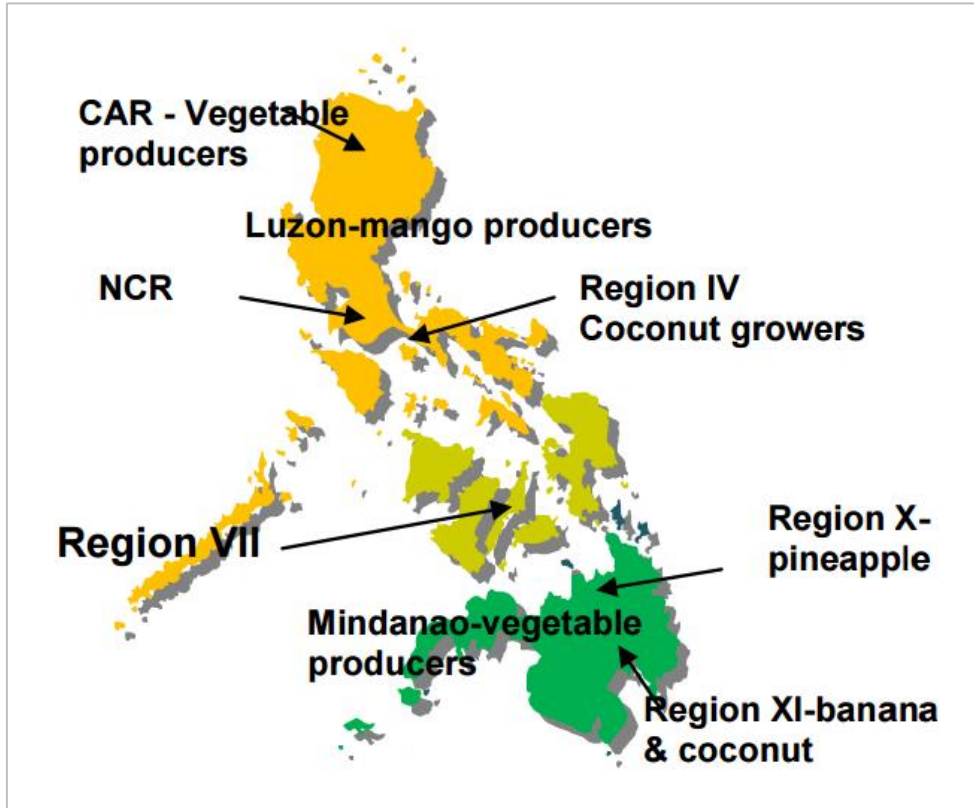 CAR - Vegetable
producers
Luzon-mango producers
NCR
Region IV
Coconut growers
Region VII
Region X-
pineapple
Mindanao-vegetable
producers
Region XI-banana
& coconut